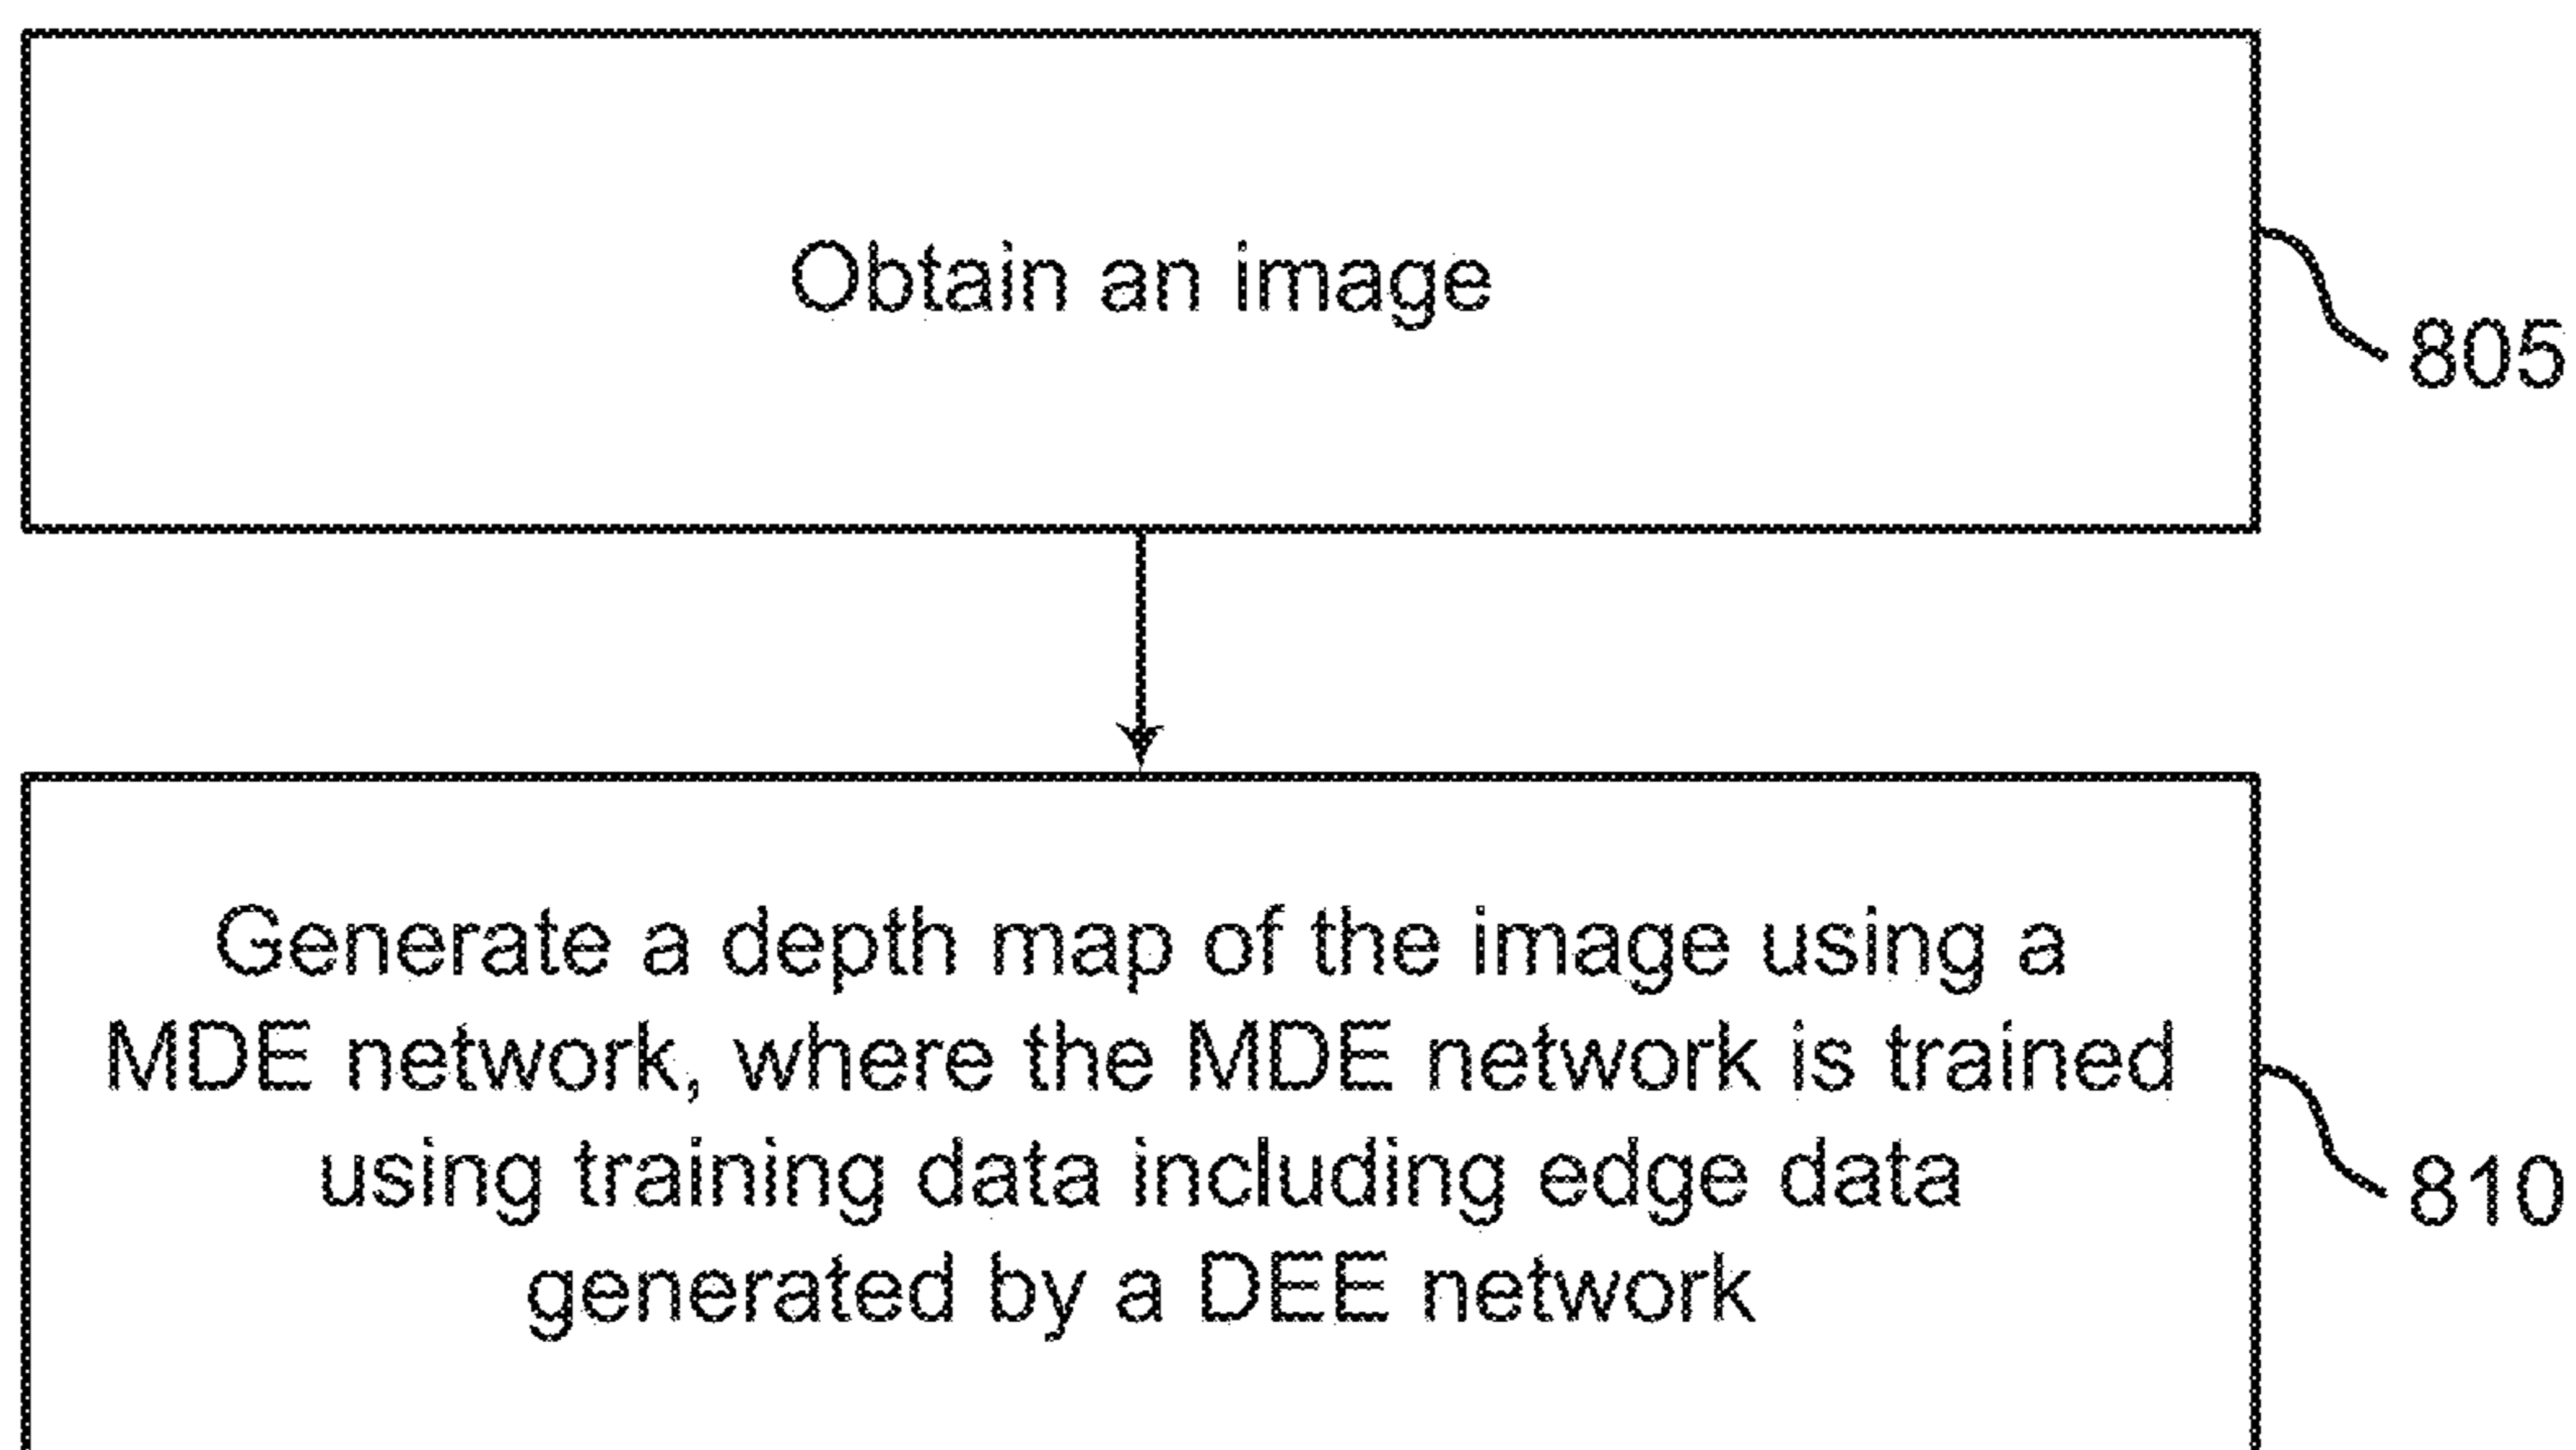 Obtain an image
805
Generate a depth map of the image using a
MDE network, where the MDE network is trained
using training data including edge data
generated by a DEE network
810